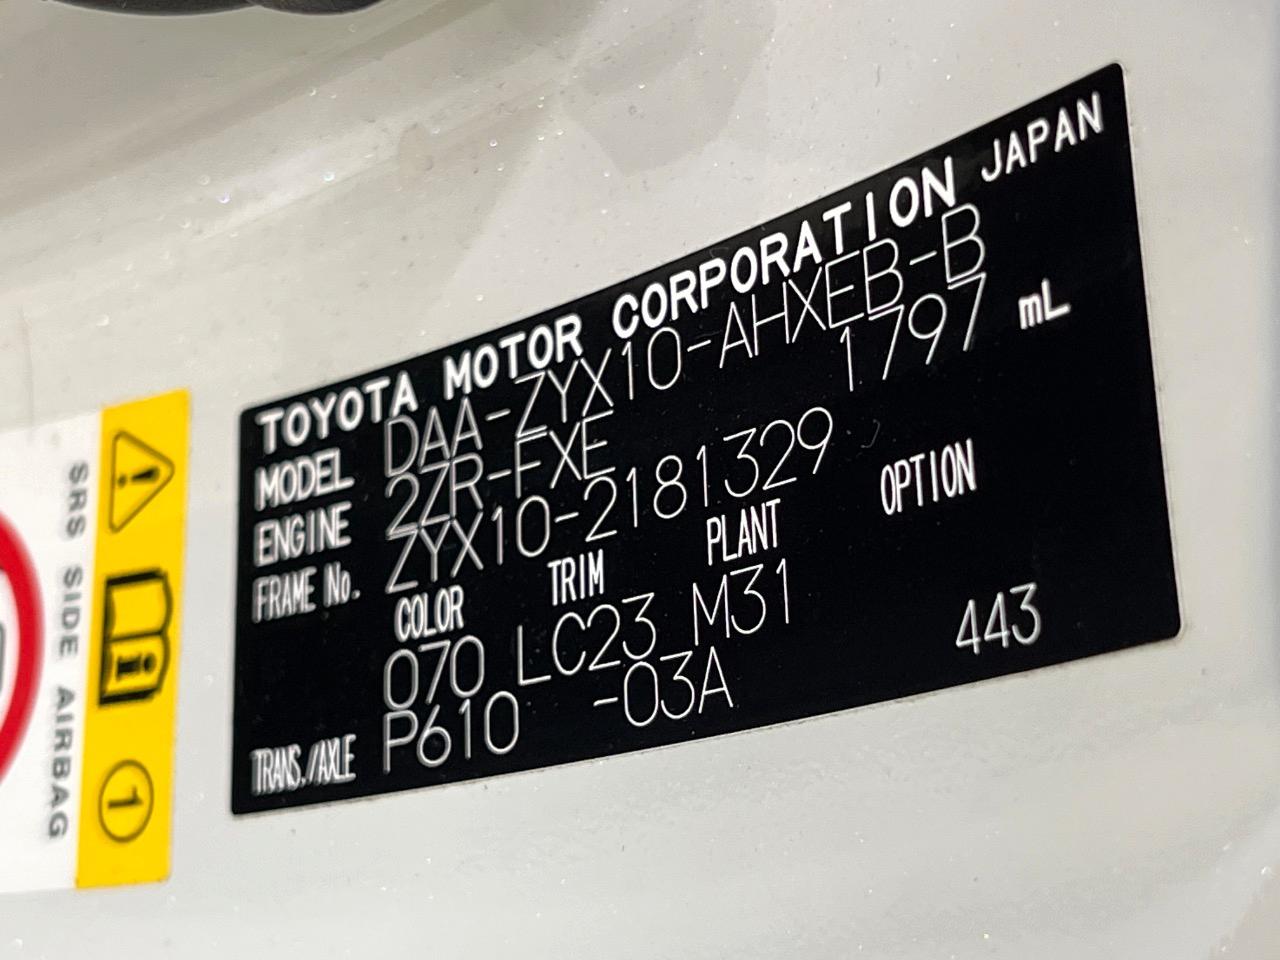 TOYOTA MOTOR CORPORATION JAPAN
MODEL DAA-ZYX10-AHXEB-B
ENGINE 2ZR-FXE 1797 mL
FRAME No. ZYX10-2181329
COLOR TRIM PLANT OPTION
070 LC23 M31
TRANS./AXLE P610 -03A 443
SRS SIDE AIRBAG
1